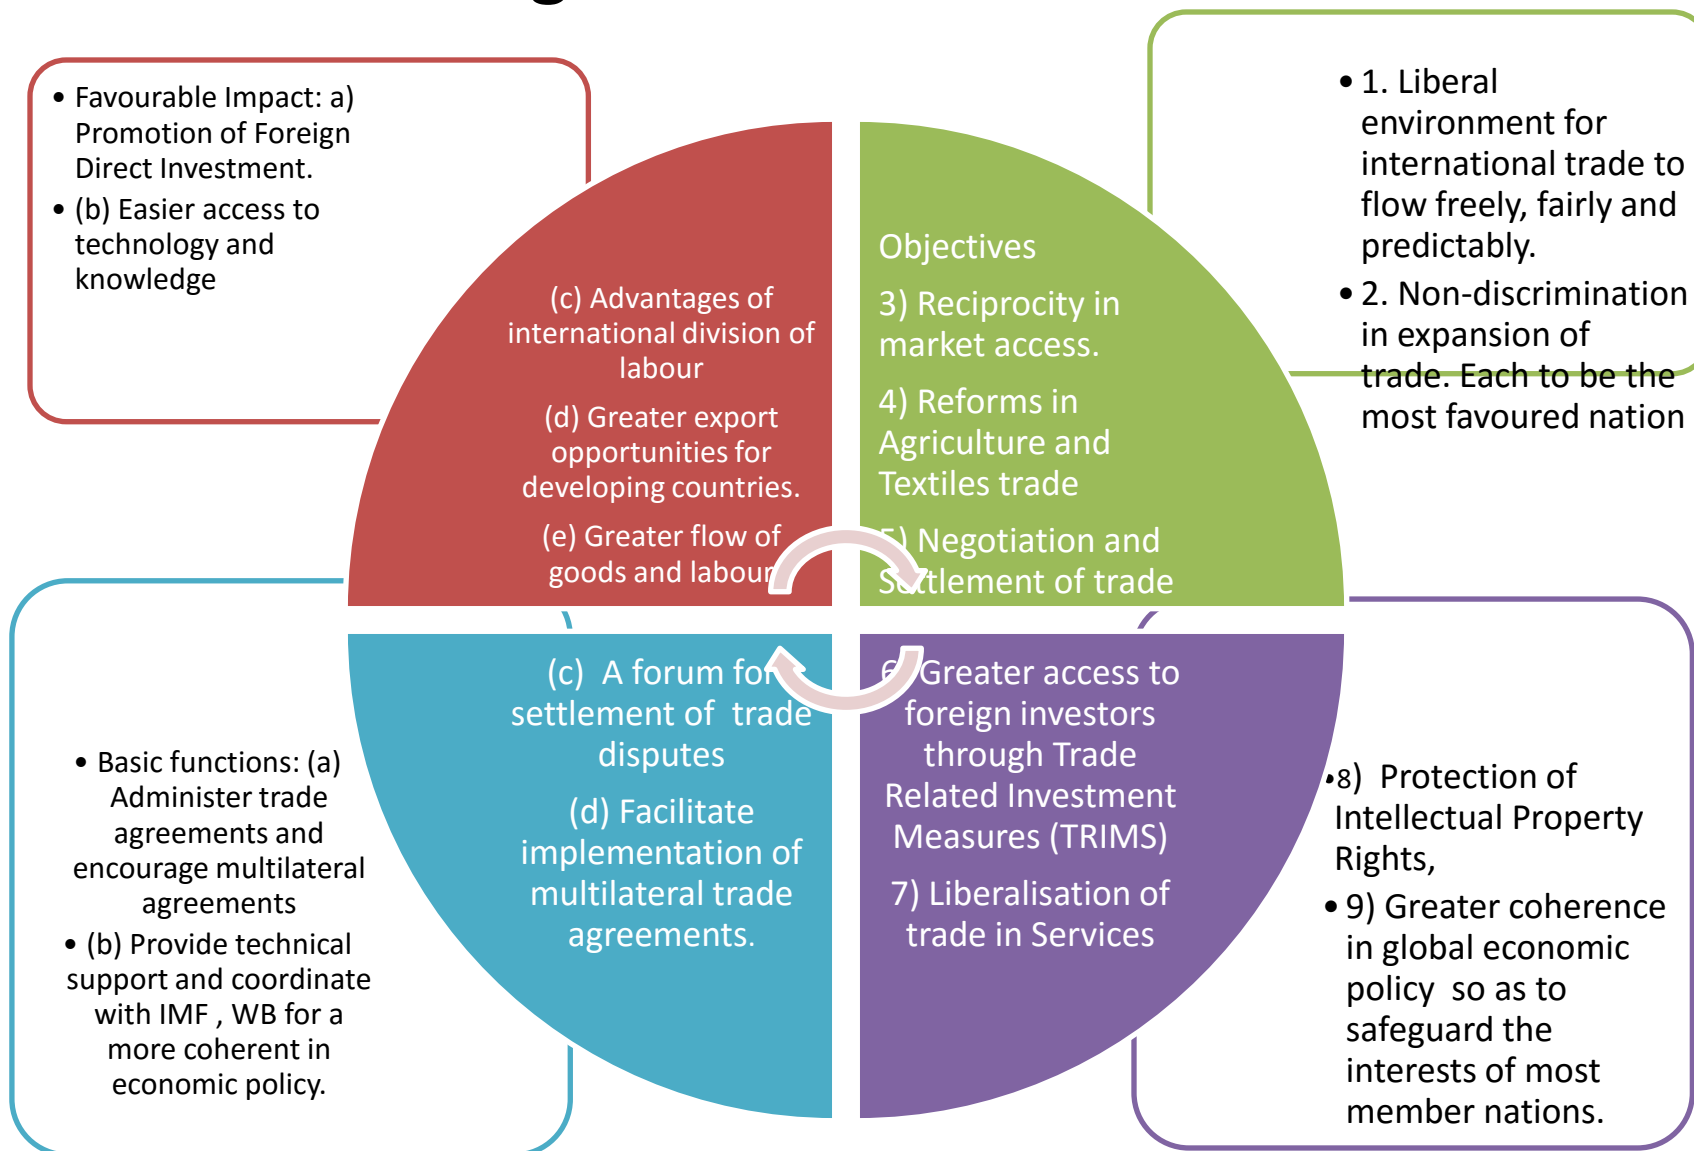 • Favourable Impact: a)
Promotion of Foreign
Direct Investment.
• (b) Easier access to
technology and
knowledge
(c) Advantages of
international division of
labour
(d) Greater export
opportunities for
developing countries.
(e) Greater flow of
goods and labour
• 1. Liberal
environment for
international trade to
flow freely, fairly and
predictably.
• 2. Non-discrimination
in expansion of
trade. Each to be the
most favoured nation
Objectives
3) Reciprocity in
market access.
4) Reforms in
Agriculture and
Textiles trade
5) Negotiation and
Settlement of trade
• Basic functions: (a)
Administer trade
agreements and
encourage multilateral
agreements
• (b) Provide technical
support and coordinate
with IMF , WB for a
more coherent in
economic policy.
(c) A forum for
settlement of trade
disputes
(d) Facilitate
implementation of
multilateral trade
agreements.
6) Greater access to
foreign investors
through Trade
Related Investment
Measures (TRIMS)
7) Liberalisation of
trade in Services
•8) Protection of
Intellectual Property
Rights,
• 9) Greater coherence
in global economic
policy so as to
safeguard the
interests of most
member nations.